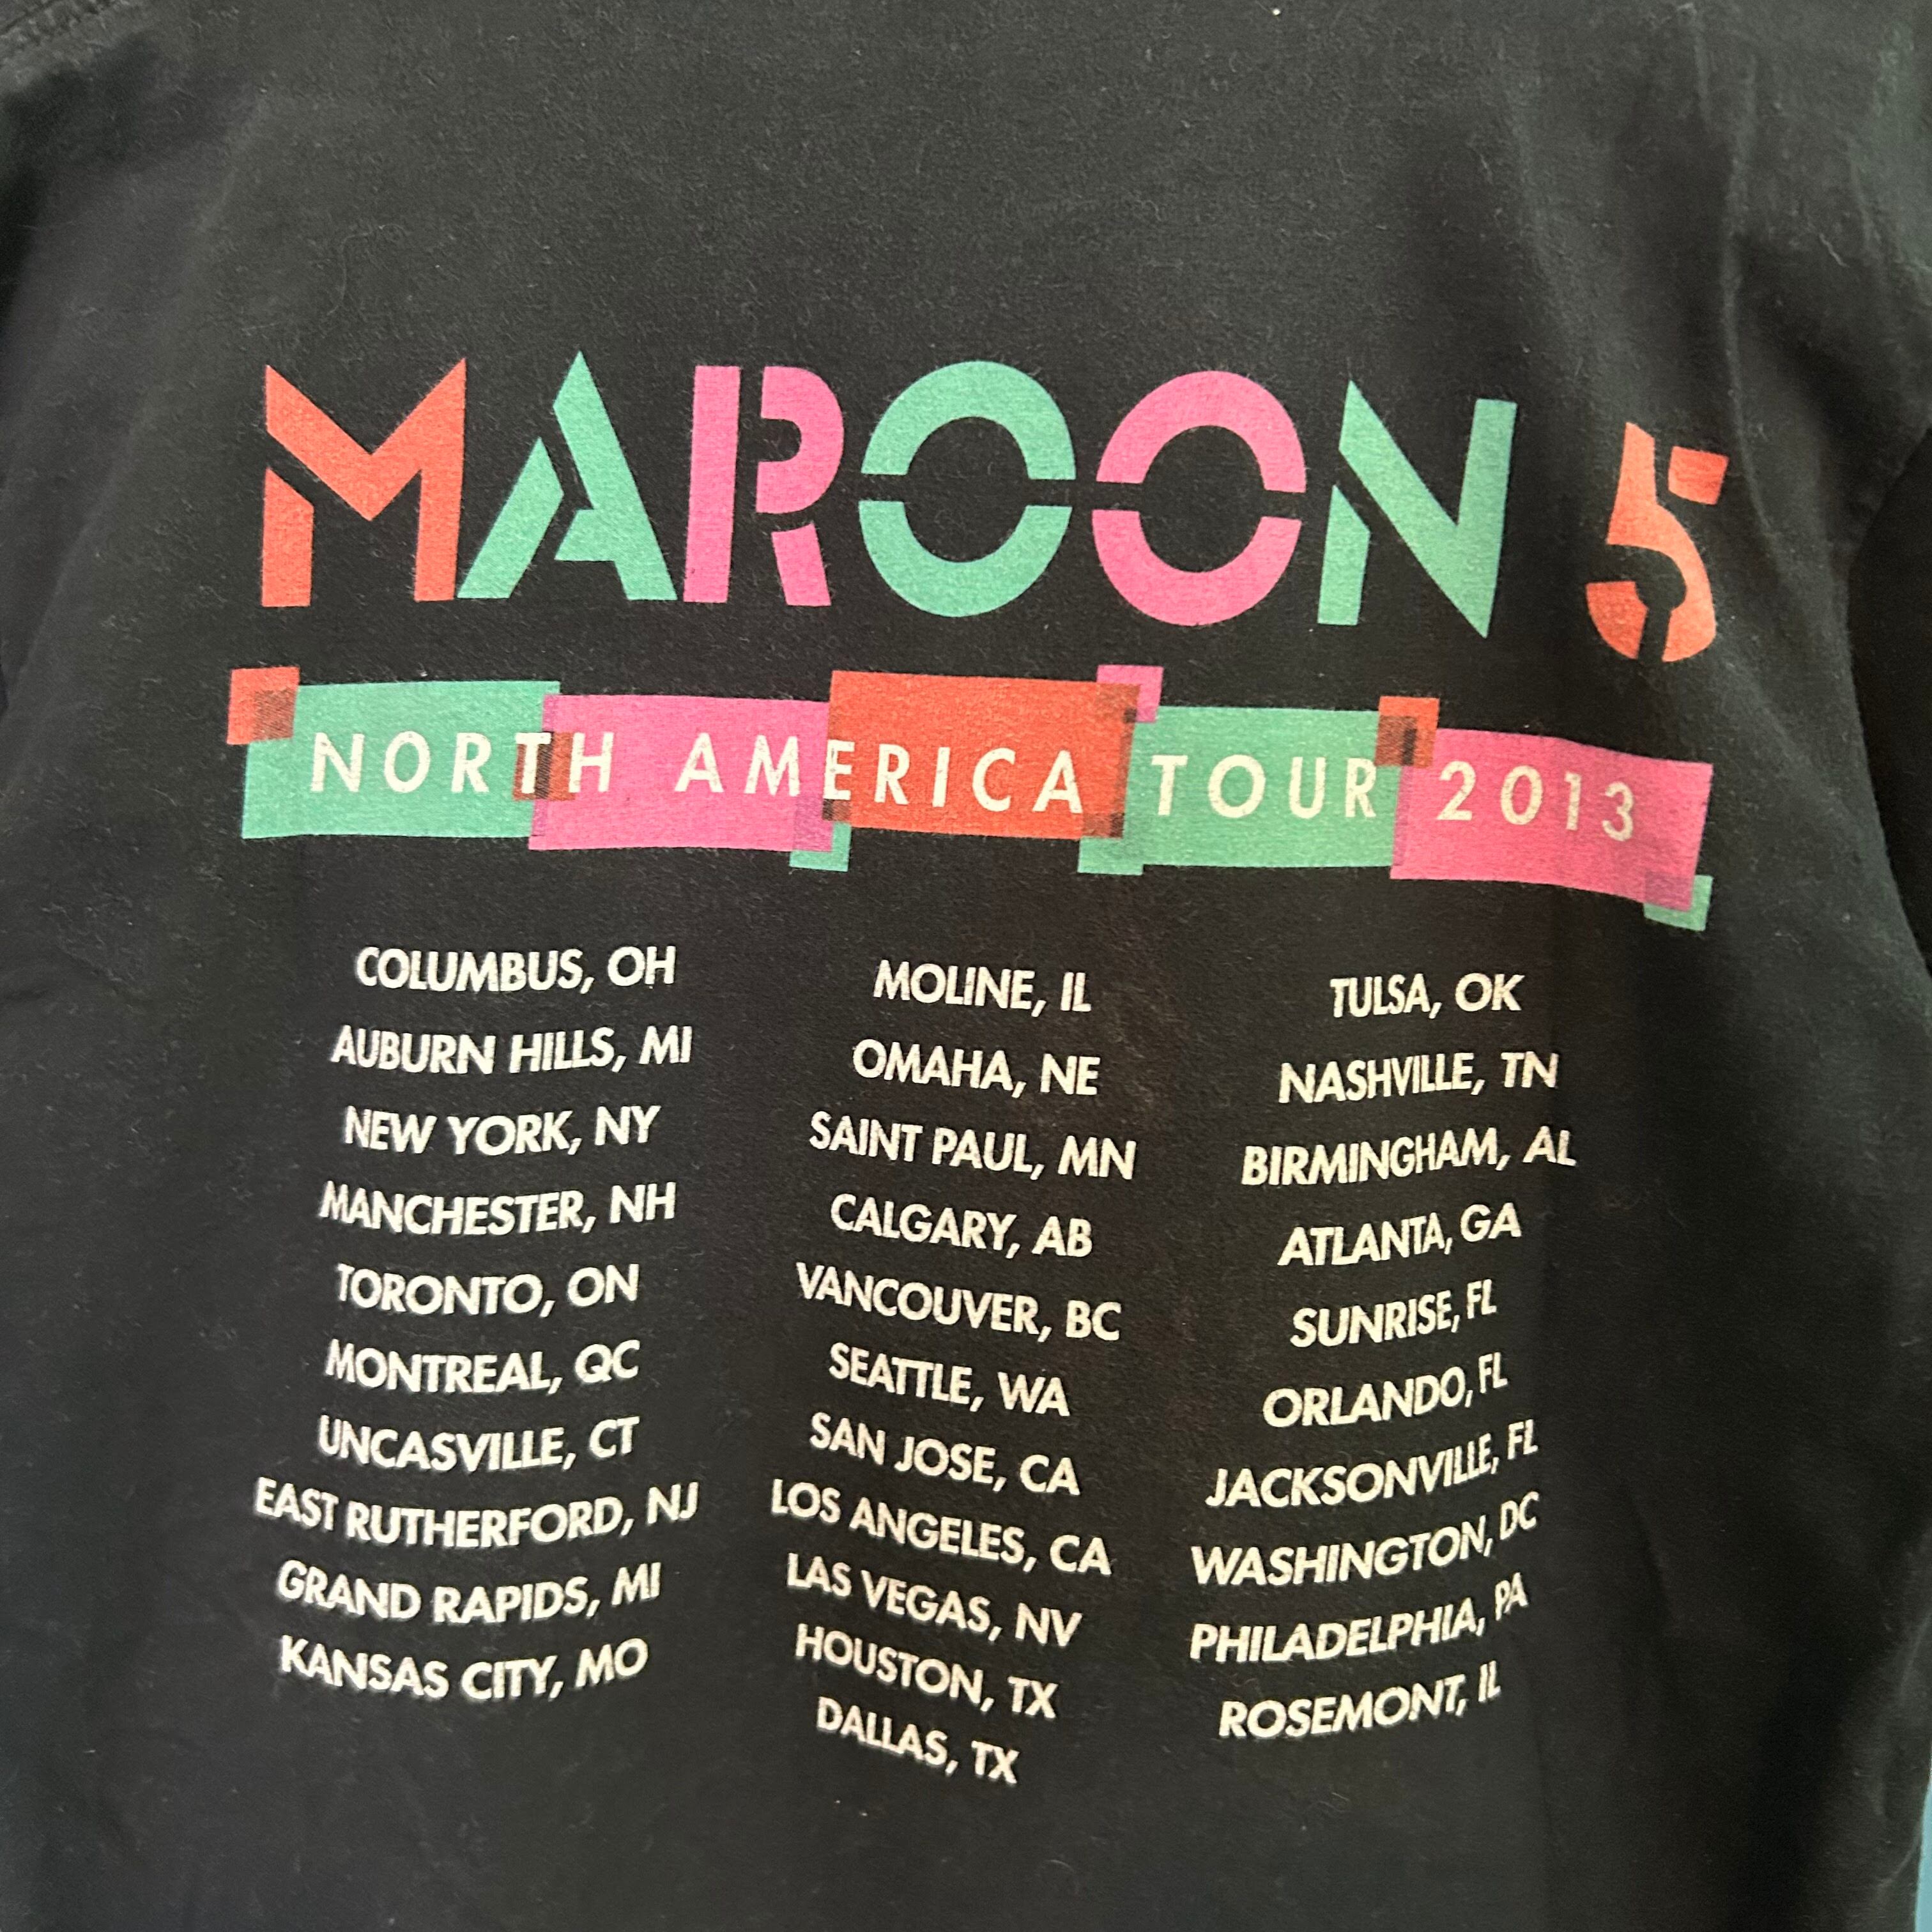 MAROON 5
NORTH AMERICA TOUR 2013
COLUMBUS, OH
AUBURN HILLS, MI
NEW YORK, NY
MANCHESTER, NH
TORONTO, ON
MONTREAL, QC
UNCASVILLE, CT
EAST RUTHERFORD, NJ
GRAND RAPIDS, MI
KANSAS CITY, MO
MOLINE, IL
OMAHA, NE
SAINT PAUL, MN
CALGARY, AB
VANCOUVER, BC
SEATTLE, WA
SAN JOSE, CA
LOS ANGELES, CA
LAS VEGAS, NV
HOUSTON, TX
DALLAS, TX
TULSA, OK
NASHVILLE, TN
BIRMINGHAM, AL
ATLANTA, GA
SUNRISE, FL
ORLANDO, FL
JACKSONVILLE, FL
WASHINGTON, DC
PHILADELPHIA, PA
ROSEMONT, IL